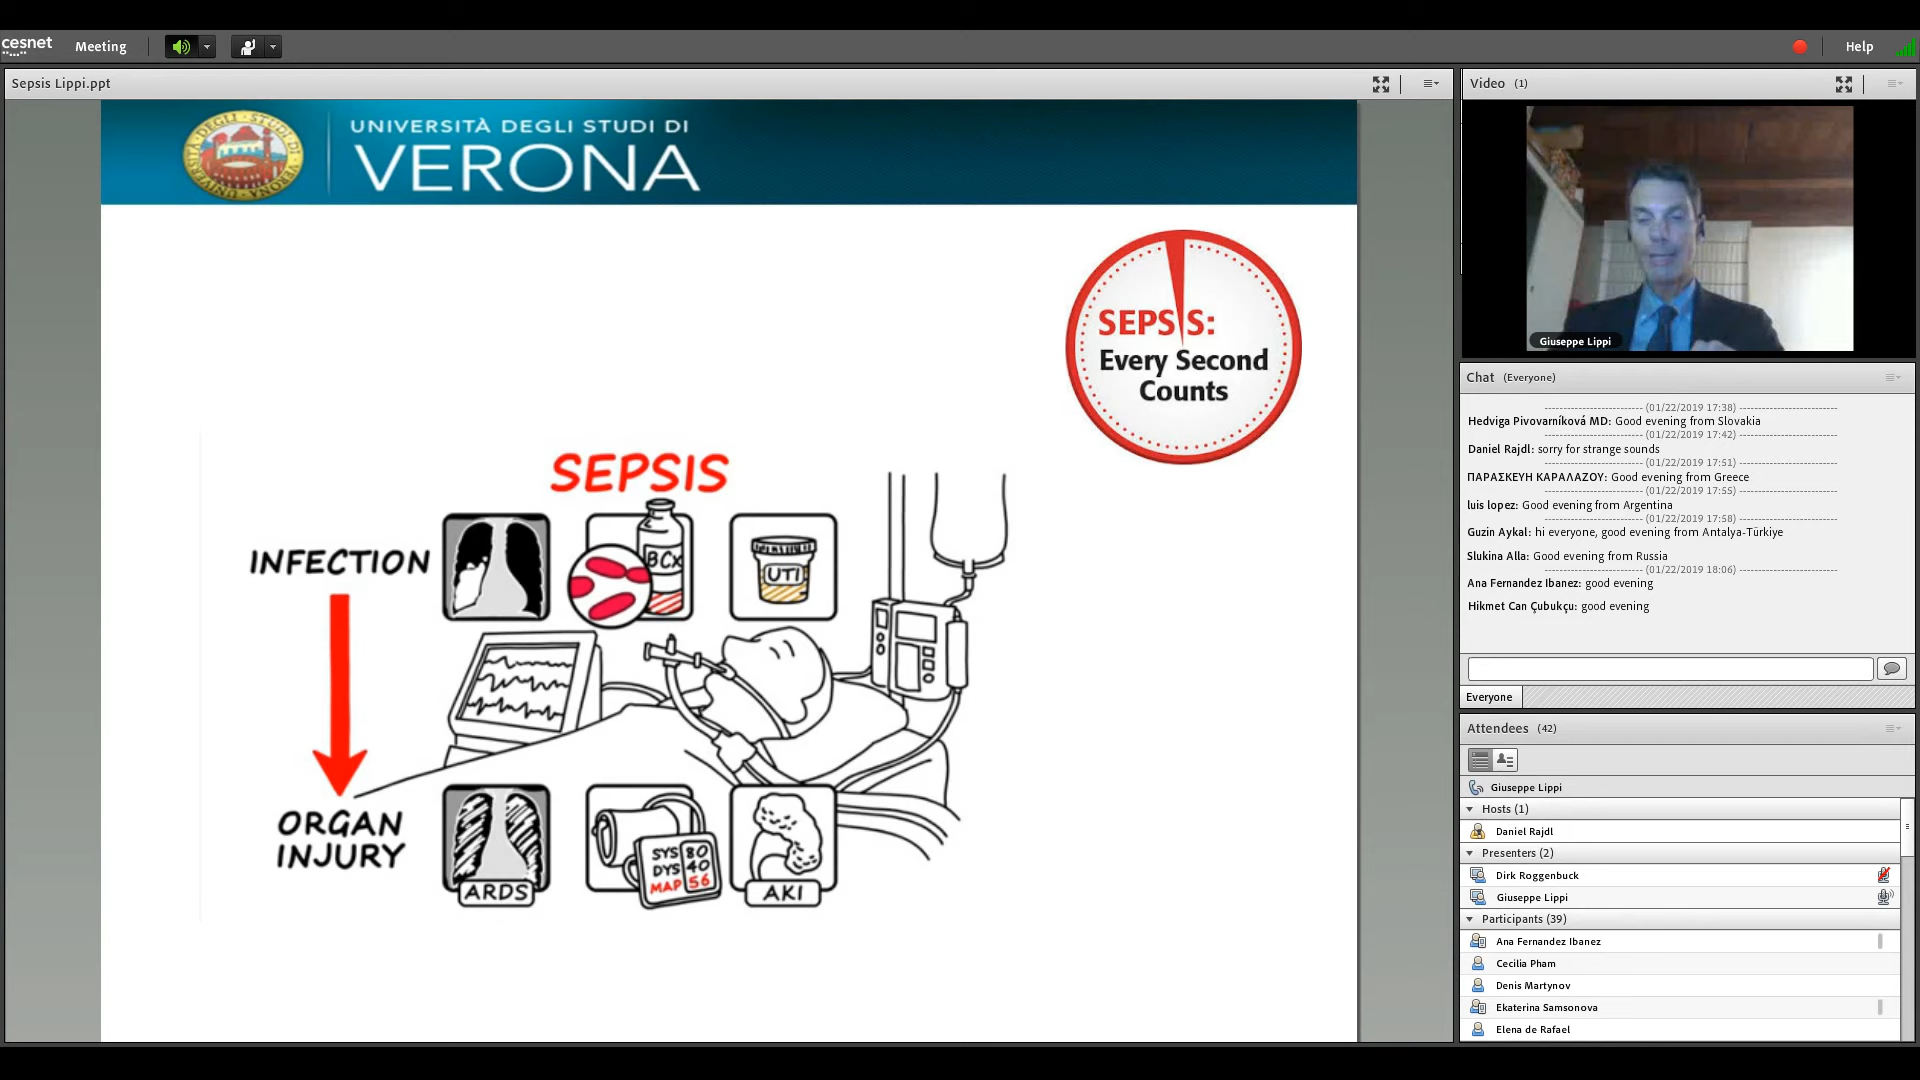 cesnet
Meeting
Help
Sepsis Lippi.ppt
UNIVERSITÀ DEGLI STUDI DI
VERONA
SEPSIS:
Every Second
Counts
SEPSIS
INFECTION
BCx
UTI
ORGAN
INJURY
ARDS
SYS 80
DYS 40
MAP 56
AKI
Video (1)
Giuseppe Lippi
Chat (Everyone)
(01/22/2019 17:38)
Hedviga Pivovarníková MD: Good evening from Slovakia
(01/22/2019 17:42)
Daniel Rajdl: sorry for strange sounds
(01/22/2019 17:51)
ΠΑΡΑΣΚΕΥΗ ΚΑΡΑΛΑΖΟΥ: Good evening from Greece
(01/22/2019 17:55)
luis lopez: Good evening from Argentina
(01/22/2019 17:58)
Guzin Aykal: hi everyone, good evening from Antalya-Türkiye
Slukina Alla: Good evening from Russia
(01/22/2019 18:06)
Ana Fernandez Ibanez: good evening
Hikmet Can Çubukçu: good evening
Everyone
Attendees (42)
Giuseppe Lippi
Hosts (1)
Daniel Rajdl
Presenters (2)
Dirk Roggenbuck
Giuseppe Lippi
Participants (39)
Ana Fernandez Ibanez
Cecilia Pham
Denis Martynov
Ekaterina Samsonova
Elena de Rafael